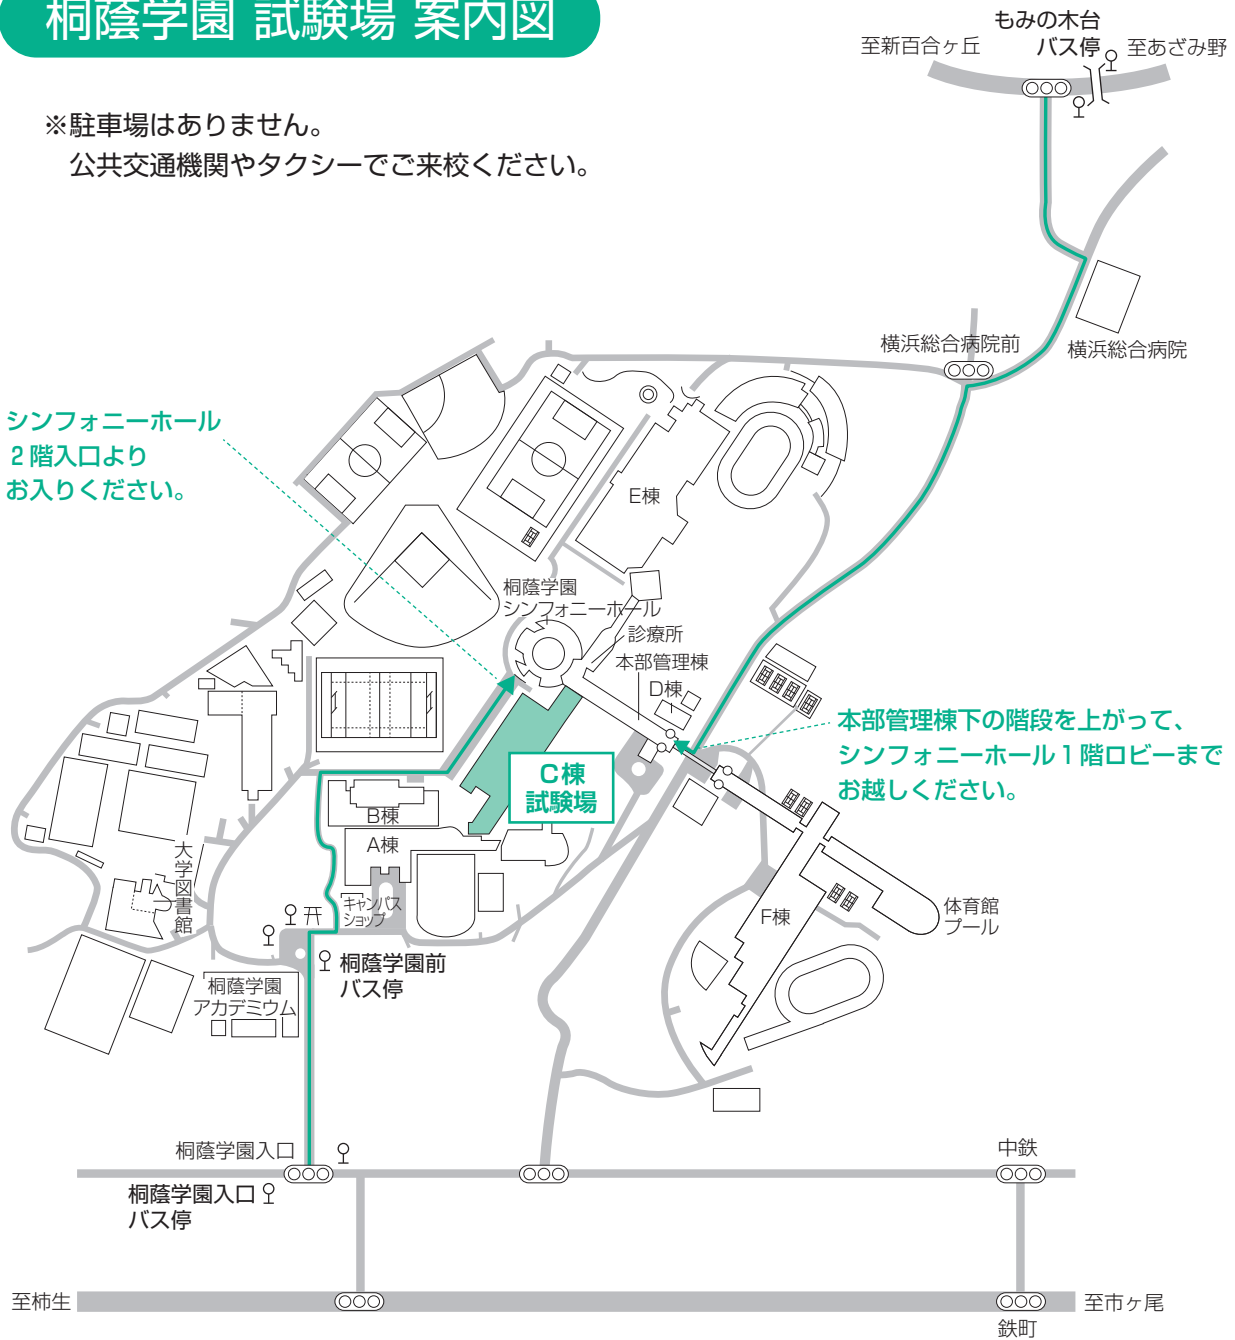 桐蔭学園 試験場 案内図
※駐車場はありません。
公共交通機関やタクシーでご来校ください。
もみの木台
バス停
至新百合ヶ丘
至あざみ野
横浜総合病院前
横浜総合病院
シンフォニーホール
2階入口より
お入りください。
E棟
桐蔭学園
シンフォニーホール
診療所
本部管理棟
D棟
本部管理棟下の階段を上がって、
シンフォニーホール1階ロビーまで
お越しください。
C棟
試験場
B棟
A棟
大学図書館
キャンパス
ショップ
F棟
体育館
プール
桐蔭学園前
バス停
桐蔭学園
アカデミウム
桐蔭学園入口
中鉄
桐蔭学園入口
バス停
至柿生
至市ヶ尾
鉄町